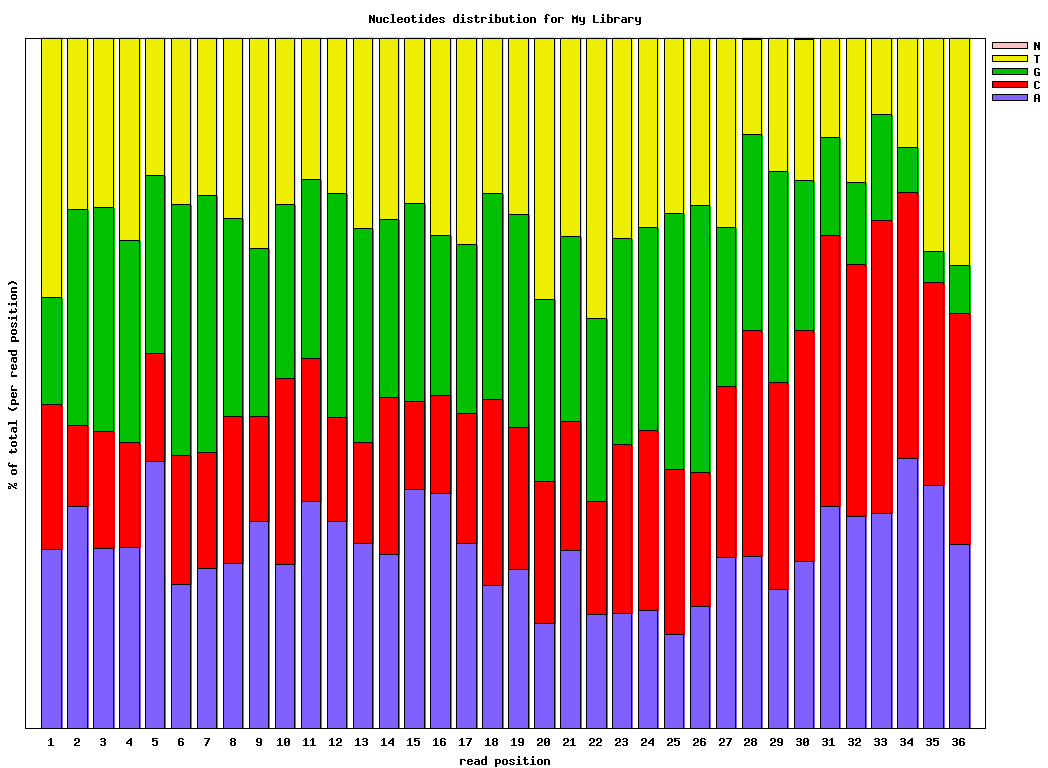 Nucleotides distribution for My Library
N
T
G
C
A
% of total (per read position)
1 2 3 4 5 6 7 8 9 10 11 12 13 14 15 16 17 18 19 20 21 22 23 24 25 26 27 28 29 30 31 32 33 34 35 36
read position